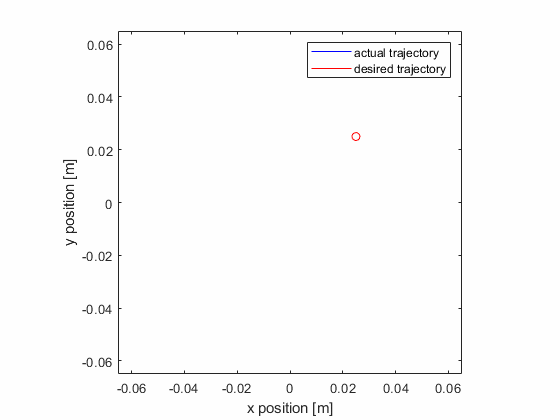 actual trajectory
desired trajectory
0.06
0.04
0.02
0
-0.02
-0.04
-0.06
y position [m]
-0.06 -0.04 -0.02 0 0.02 0.04 0.06
x position [m]